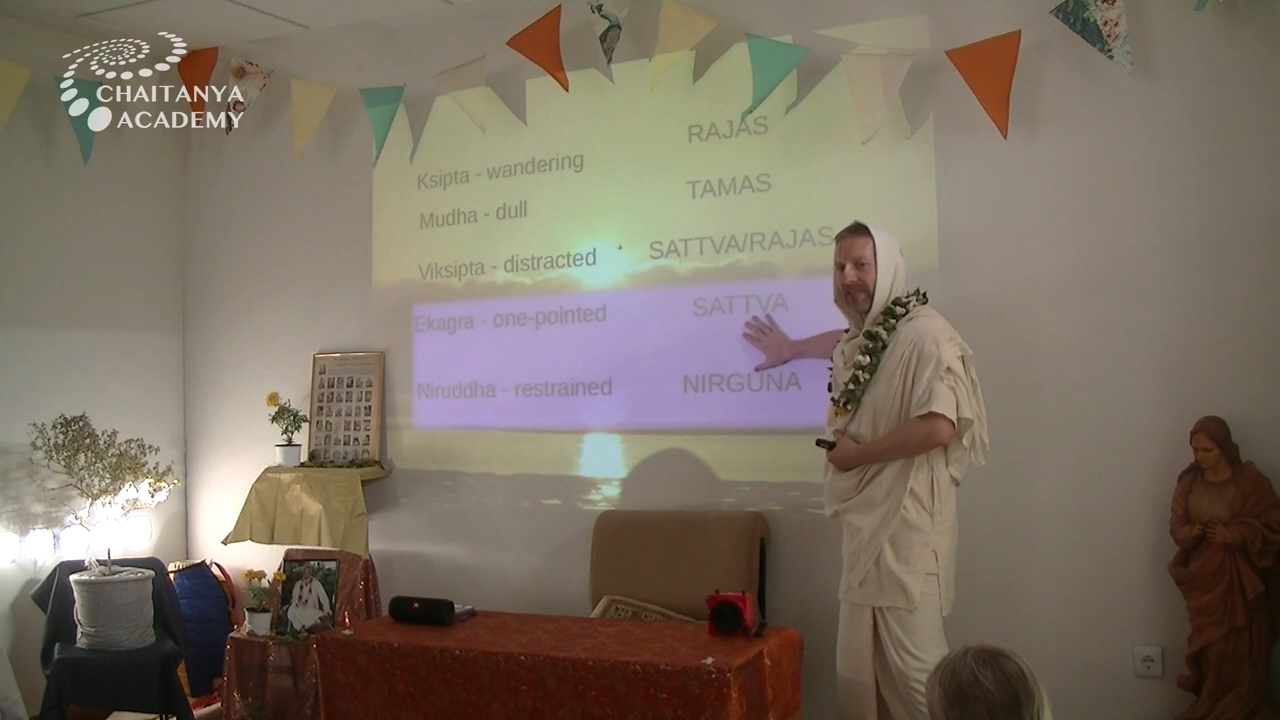 CHAITANYA
ACADEMY
Ksipta - wandering RAJAS
Mudha - dull TAMAS
Viksipta - distracted SATTVA/RAJAS
Ekagra - one-pointed SATTVA
Niruddha - restrained NIRGUNA